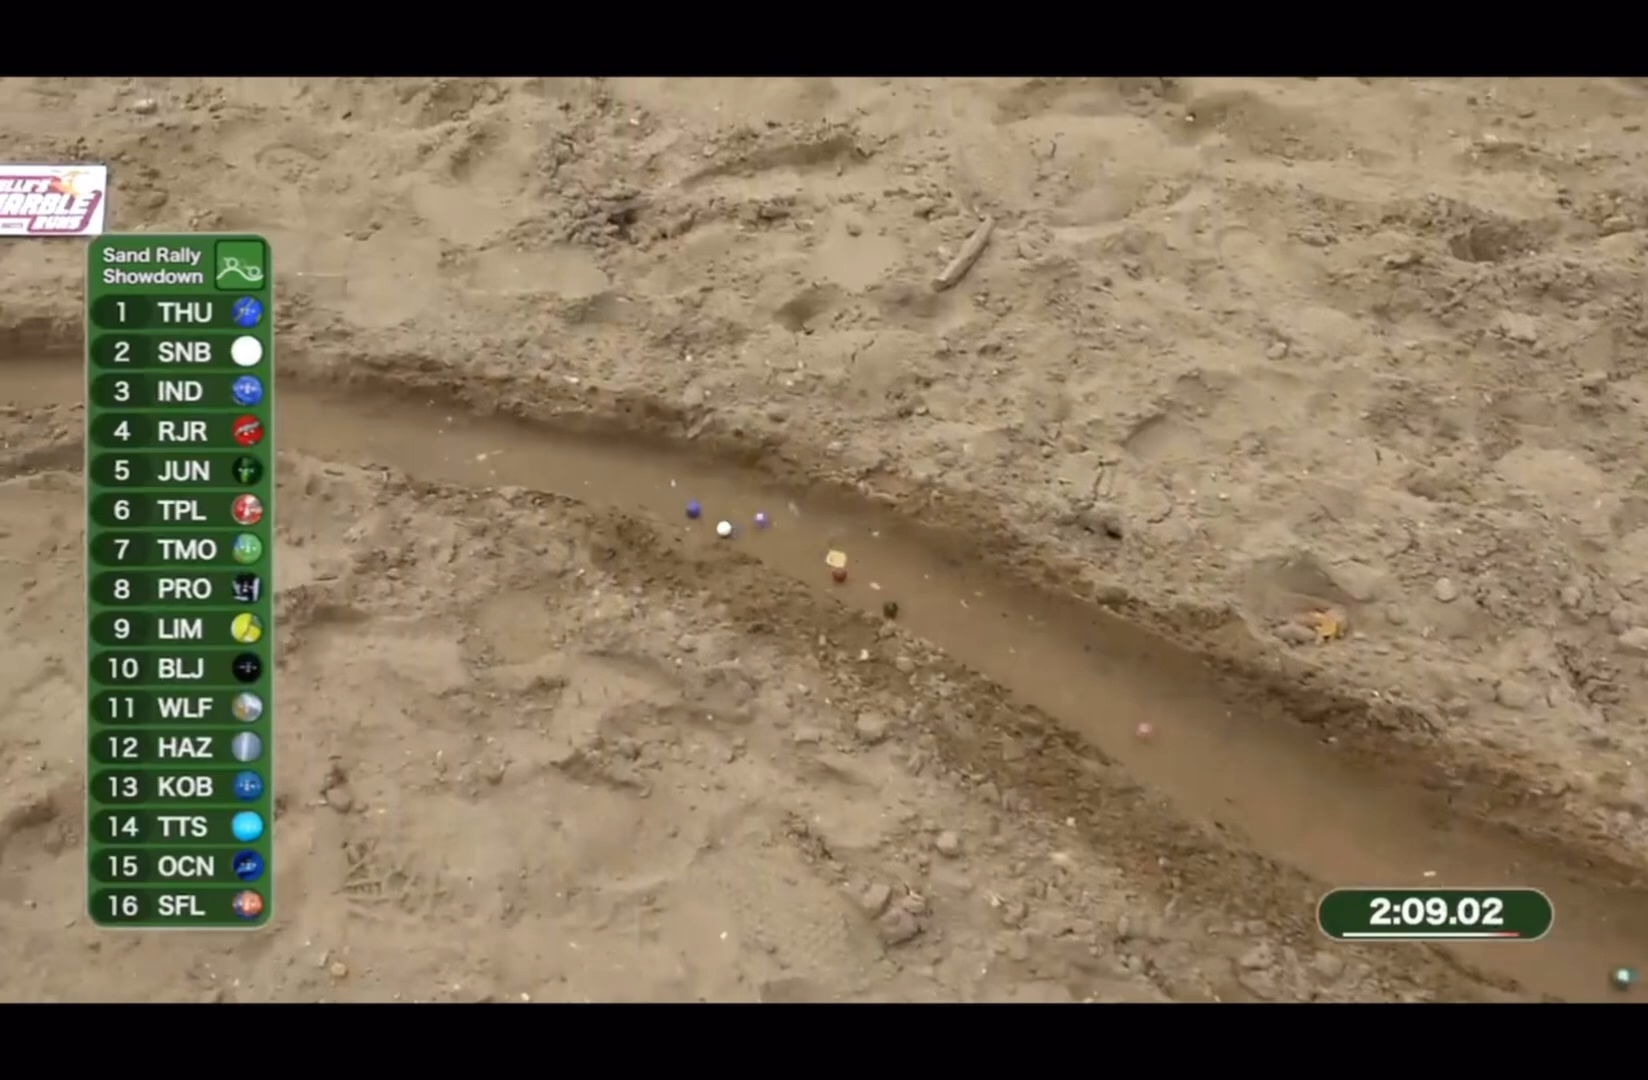 MARBLE
RUNS
Sand Rally
Showdown
1 THU
2 SNB
3 IND
4 RJR
5 JUN
6 TPL
7 TMO
8 PRO
9 LIM
10 BLJ
11 WLF
12 HAZ
13 KOB
14 TTS
15 OCN
16 SFL
2:09.02